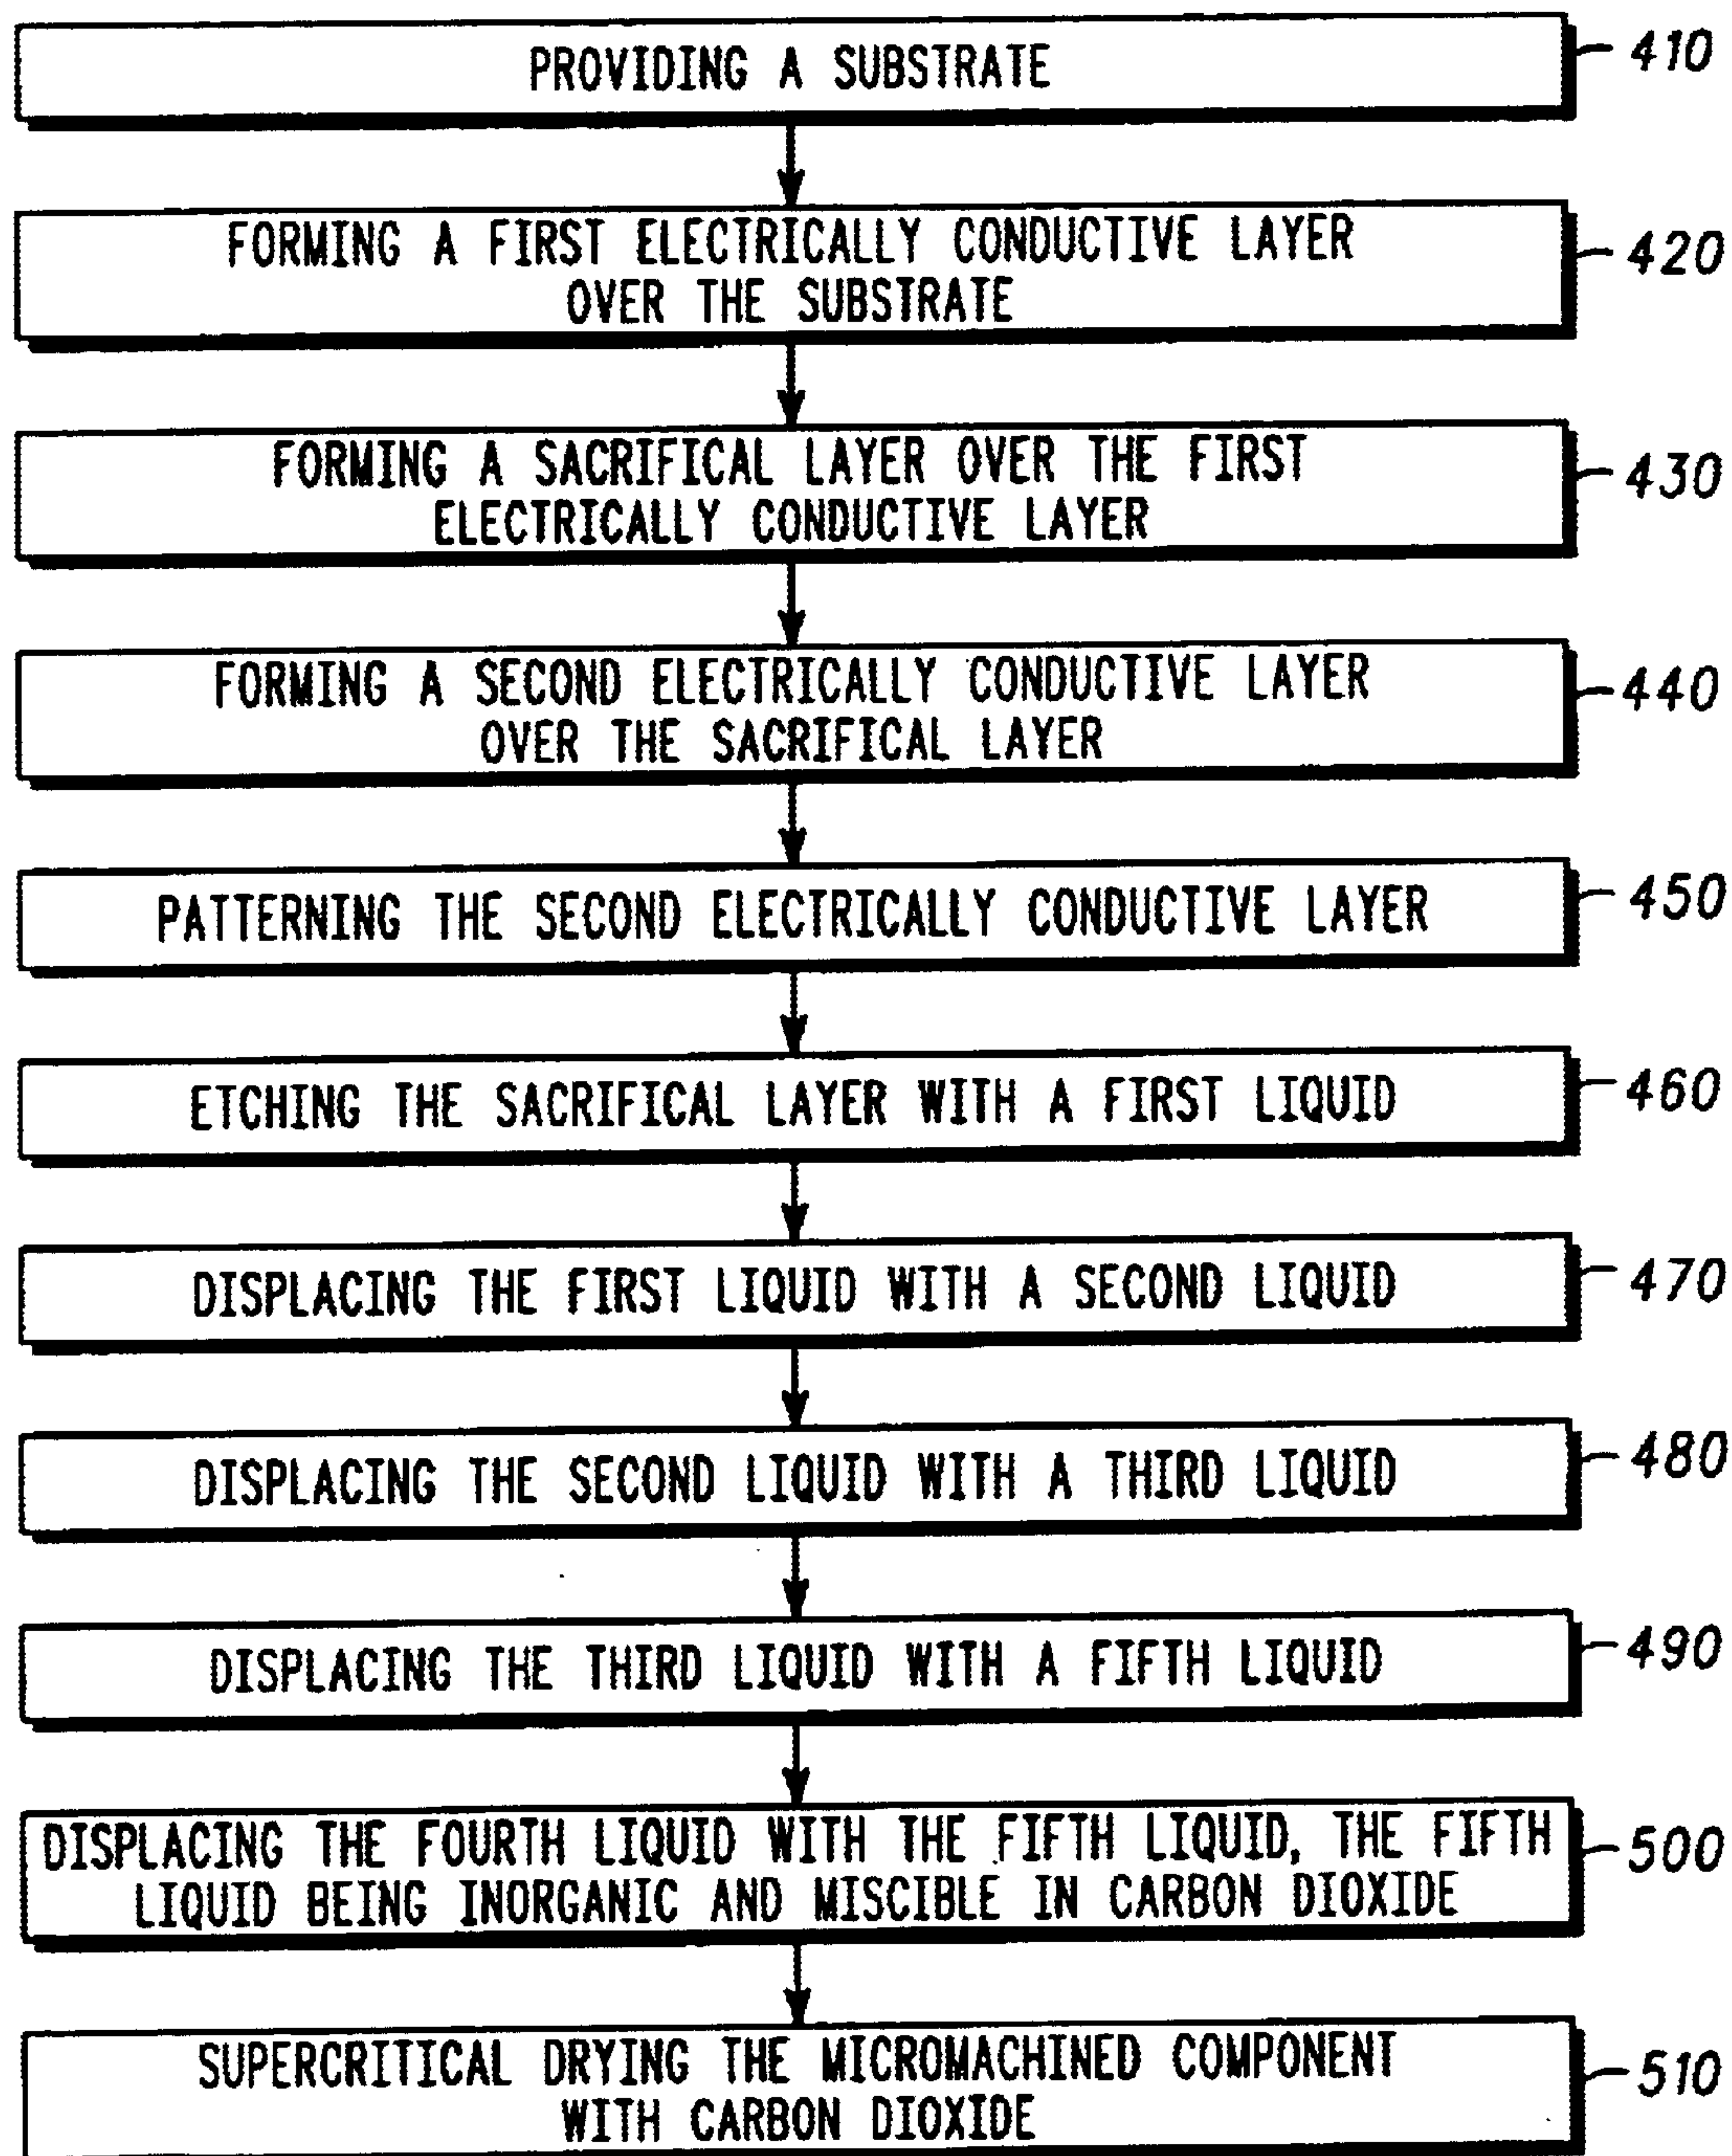 PROVIDING A SUBSTRATE
410
FORMING A FIRST ELECTRICALLY CONDUCTIVE LAYER
OVER THE SUBSTRATE
420
FORMING A SACRIFICAL LAYER OVER THE FIRST
ELECTRICALLY CONDUCTIVE LAYER
430
FORMING A SECOND ELECTRICALLY CONDUCTIVE LAYER
OVER THE SACRIFICAL LAYER
440
PATTERNING THE SECOND ELECTRICALLY CONDUCTIVE LAYER
450
ETCHING THE SACRIFICAL LAYER WITH A FIRST LIQUID
460
DISPLACING THE FIRST LIQUID WITH A SECOND LIQUID
470
DISPLACING THE SECOND LIQUID WITH A THIRD LIQUID
480
DISPLACING THE THIRD LIQUID WITH A FIFTH LIQUID
490
DISPLACING THE FOURTH LIQUID WITH THE FIFTH LIQUID, THE FIFTH
LIQUID BEING INORGANIC AND MISCIBLE IN CARBON DIOXIDE
500
SUPERCRITICAL DRYING THE MICROMACHINED COMPONENT
WITH CARBON DIOXIDE
510